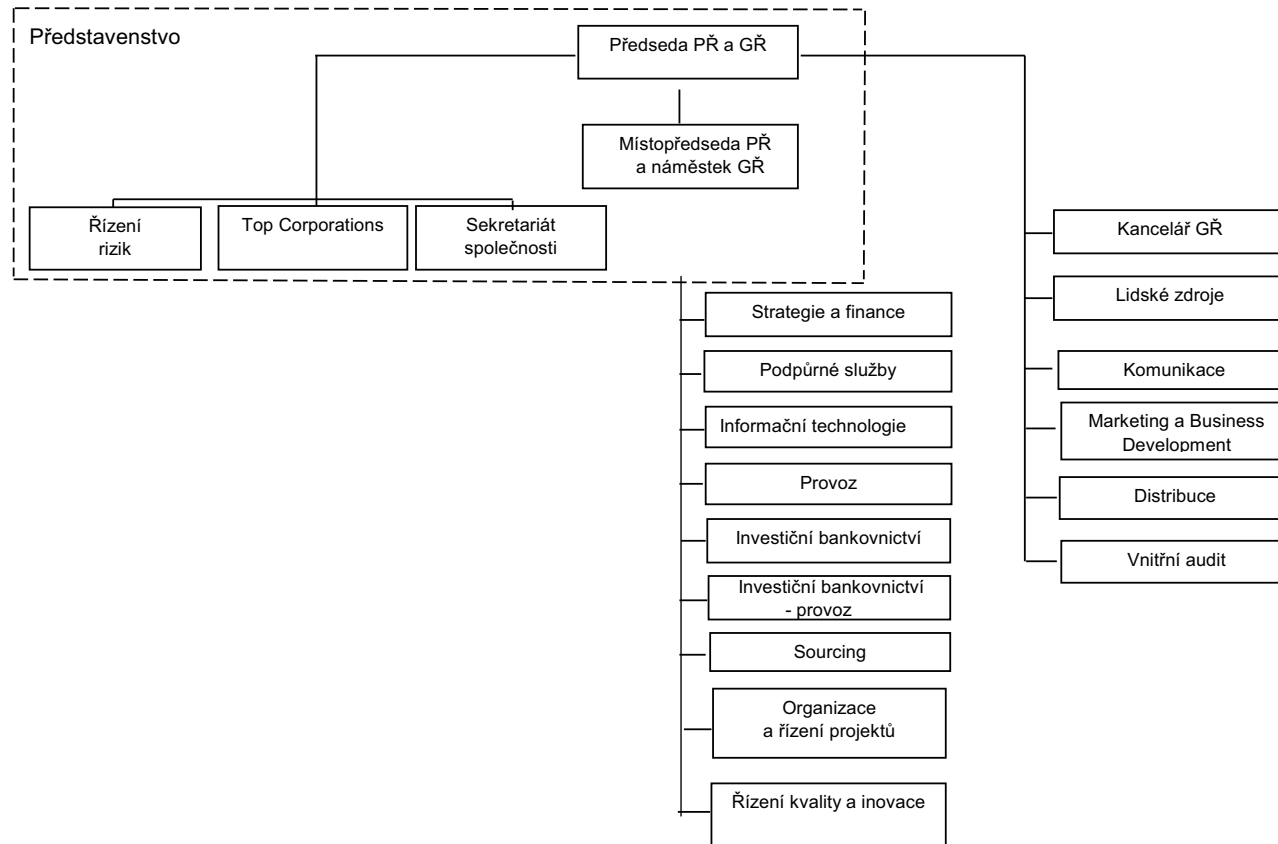 Představenstvo
Předseda PŘ a GŘ
Místopředseda PŘ
a náměstek GŘ
Řízení
rizik
Top Corporations
Sekretariát
společnosti
Strategie a finance
Podpůrné služby
Informační technologie
Provoz
Investiční bankovnictví
Investiční bankovnictví
- provoz
Sourcing
Organizace
a řízení projektů
Řízení kvality a inovace
Kancelář GŘ
Lidské zdroje
Komunikace
Marketing a Business
Development
Distribuce
Vnitřní audit